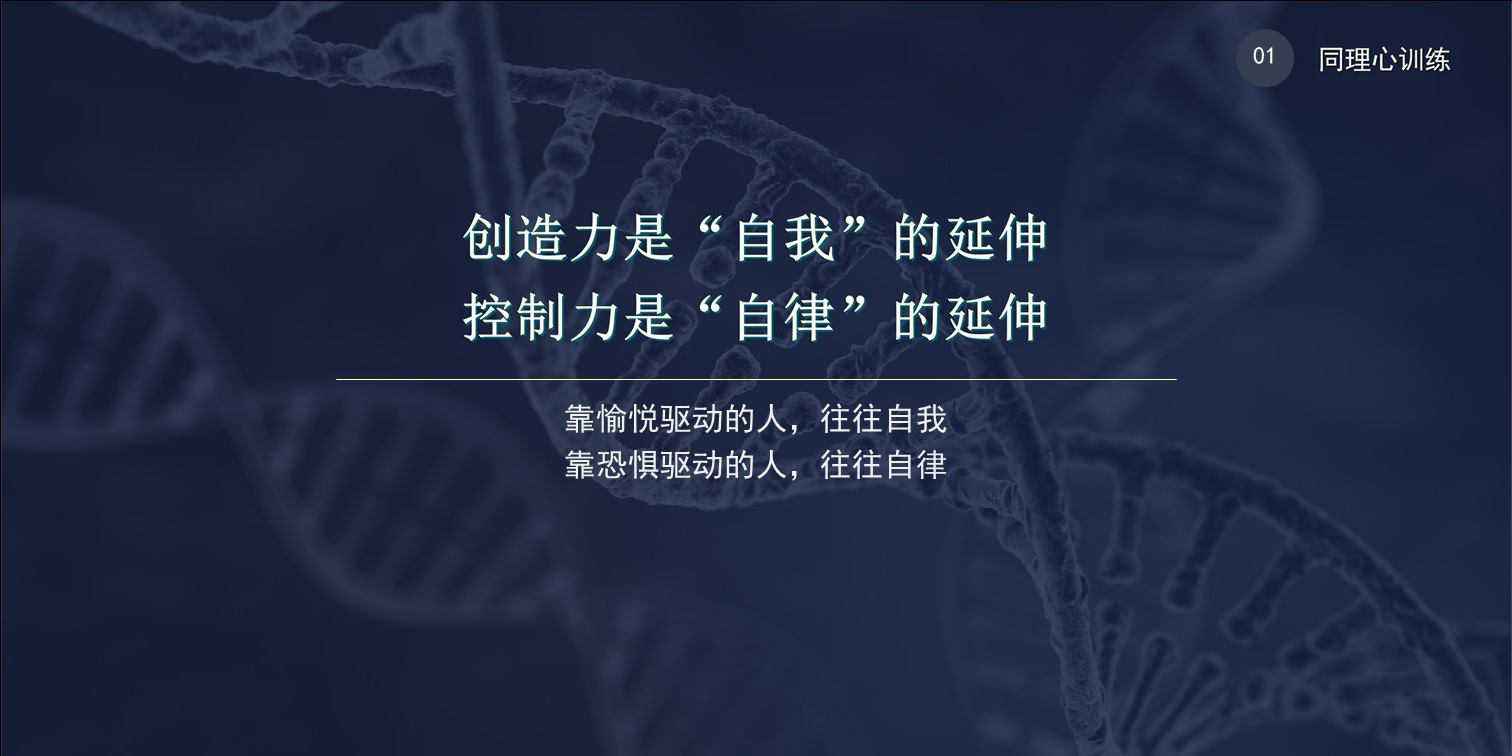 01 同理心训练
创造力是“自我”的延伸
控制力是“自律”的延伸
靠愉悦驱动的人，往往自我
靠恐惧驱动的人，往往自律